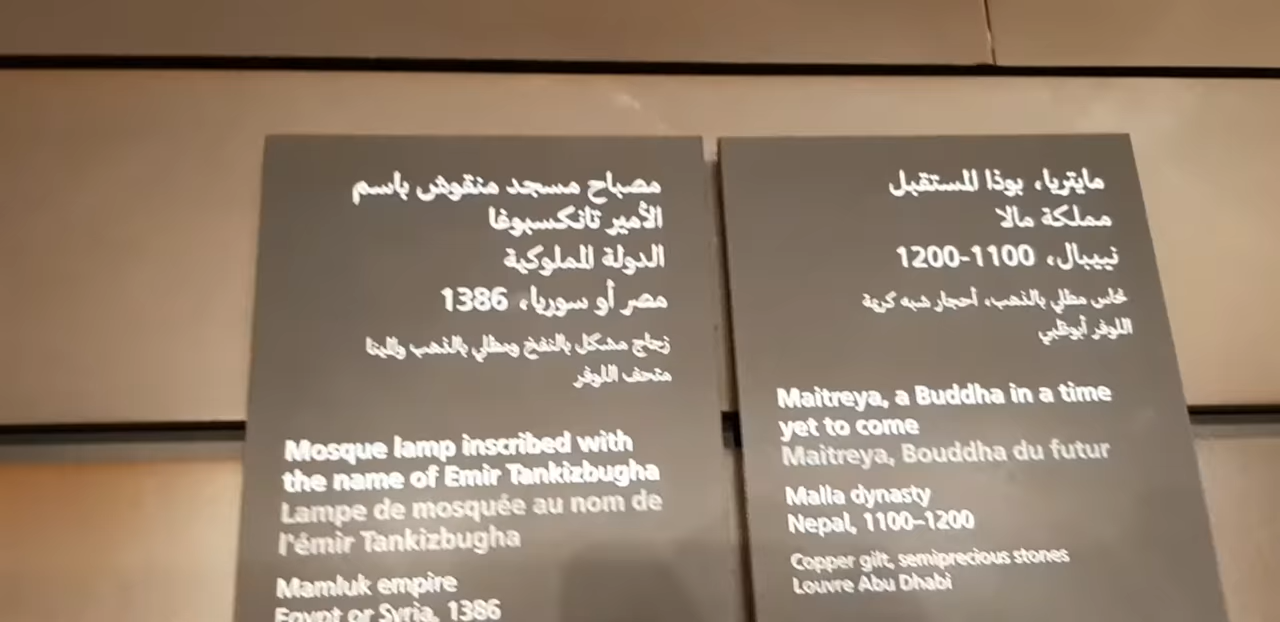 مصباح مسجد منقوش باسم
الأمير تانكسبوغا
الدولة المملوكية
مصر أو سوريا، 1386
زجاج مشكل بالنفخ ومطلي بالذهب والمينا
متحف اللوفر
Mosque lamp inscribed with
the name of Emir Tankizbugha
Lampe de mosquée au nom de
l'émir Tankizbugha
Mamluk empire
Egypt or Syria, 1386
مايتريا، بوذا المستقبل
مملكة مالا
نيبال، 1100-1200
نحاس مطلي بالذهب، أحجار شبه كريمة
اللوفر أبوظبي
Maitreya, a Buddha in a time
yet to come
Maitreya, Bouddha du futur
Malla dynasty
Nepal, 1100–1200
Copper gilt, semiprecious stones
Louvre Abu Dhabi